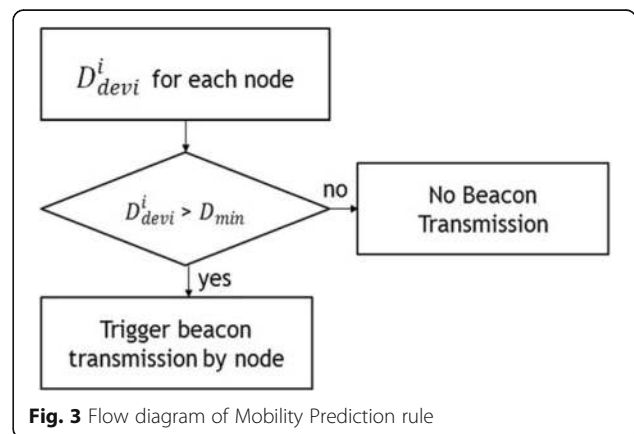 D^i_devi for each node
D^i_devi > D_min
no
No Beacon
Transmission
yes
Trigger beacon
transmission by node
Fig. 3 Flow diagram of Mobility Prediction rule